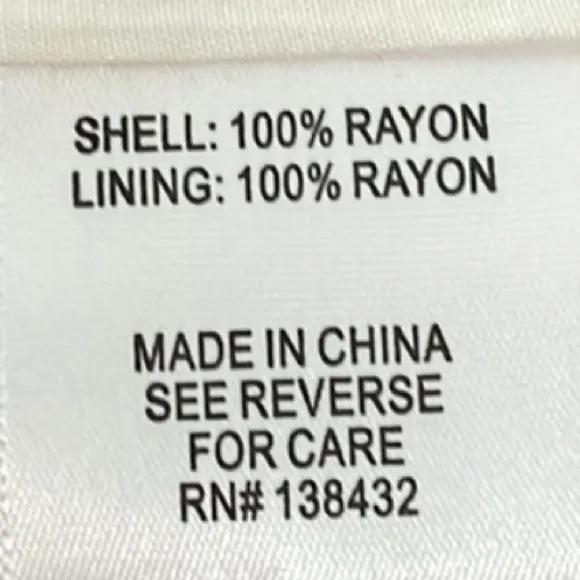 SHELL: 100% RAYON
LINING: 100% RAYON
MADE IN CHINA
SEE REVERSE
FOR CARE
RN# 138432